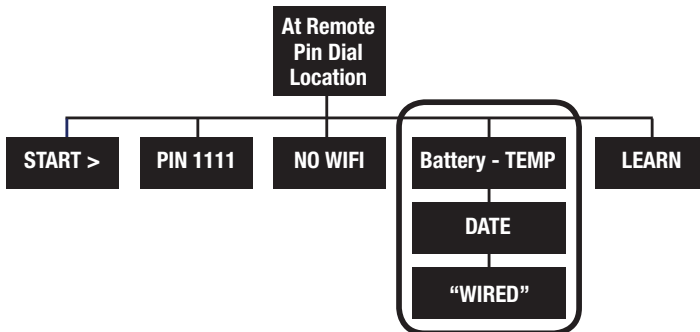 At Remote
Pin Dial
Location
START >
PIN 1111
NO WIFI
Battery - TEMP
LEARN
DATE
“WIRED”